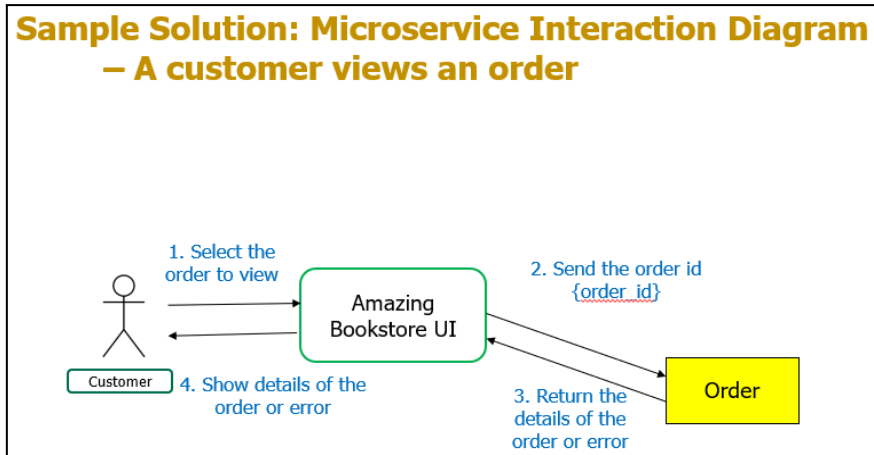 Sample Solution: Microservice Interaction Diagram
– A customer views an order
1. Select the
order to view
2. Send the order id
{order_id}
Amazing
Bookstore UI
Customer
4. Show details of the
order or error
3. Return the
details of the
order or error
Order